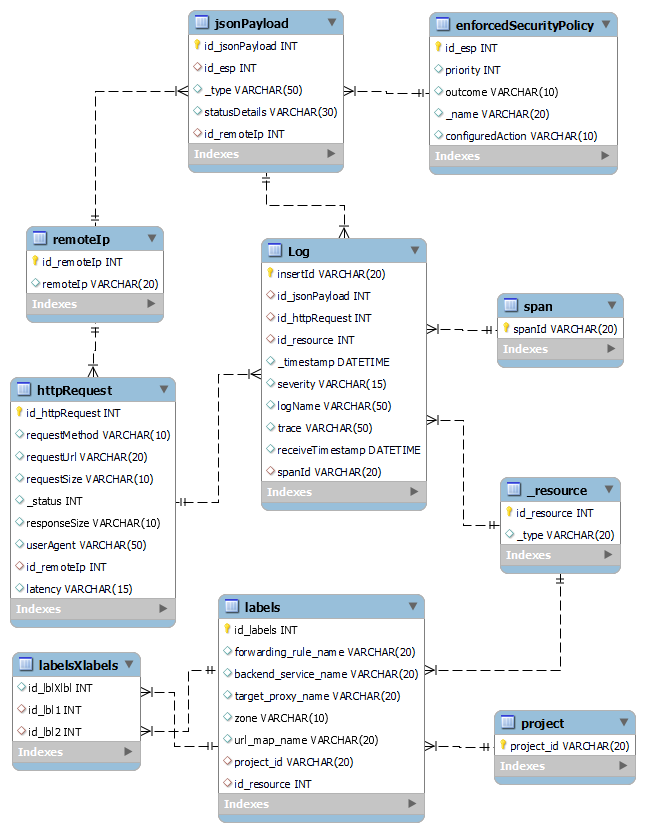 jsonPayload
id_jsonPayload INT
id_esp INT
_type VARCHAR(50)
statusDetails VARCHAR(30)
id_remoteIp INT
Indexes
enforcedSecurityPolicy
id_esp INT
priority INT
outcome VARCHAR(10)
_name VARCHAR(20)
configuredAction VARCHAR(10)
Indexes
remoteIp
id_remoteIp INT
remoteIp VARCHAR(20)
Indexes
Log
insertId VARCHAR(20)
id_jsonPayload INT
id_httpRequest INT
id_resource INT
_timestamp DATETIME
severity VARCHAR(15)
logName VARCHAR(50)
trace VARCHAR(50)
receiveTimestamp DATETIME
spanId VARCHAR(20)
Indexes
span
spanId VARCHAR(20)
Indexes
httpRequest
id_httpRequest INT
requestMethod VARCHAR(10)
requestUrl VARCHAR(20)
requestSize VARCHAR(10)
_status INT
responseSize VARCHAR(10)
userAgent VARCHAR(50)
id_remoteIp INT
latency VARCHAR(15)
Indexes
_resource
id_resource INT
_type VARCHAR(20)
Indexes
labels
id_labels INT
forwarding_rule_name VARCHAR(20)
backend_service_name VARCHAR(20)
target_proxy_name VARCHAR(20)
zone VARCHAR(10)
url_map_name VARCHAR(20)
project_id VARCHAR(20)
id_resource INT
Indexes
labelsXlabels
id_lblXlbl INT
id_lbl1 INT
id_lbl2 INT
Indexes
project
project_id VARCHAR(20)
Indexes